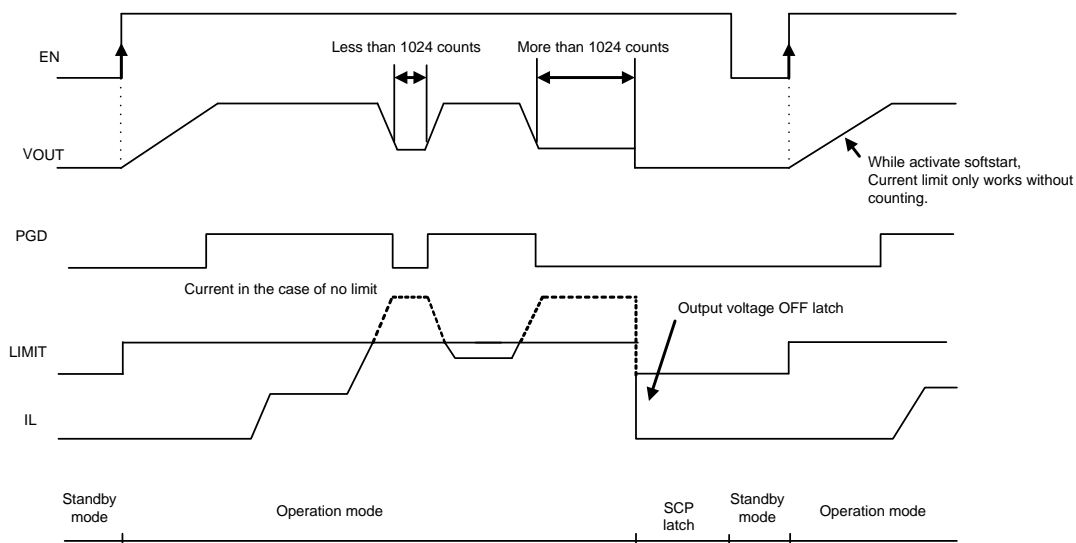 EN
Less than 1024 counts
More than 1024 counts
VOUT
While activate softstart,
Current limit only works without
counting.
PGD
Current in the case of no limit
Output voltage OFF latch
LIMIT
IL
Standby
mode
Operation mode
SCP
latch
Standby
mode
Operation mode